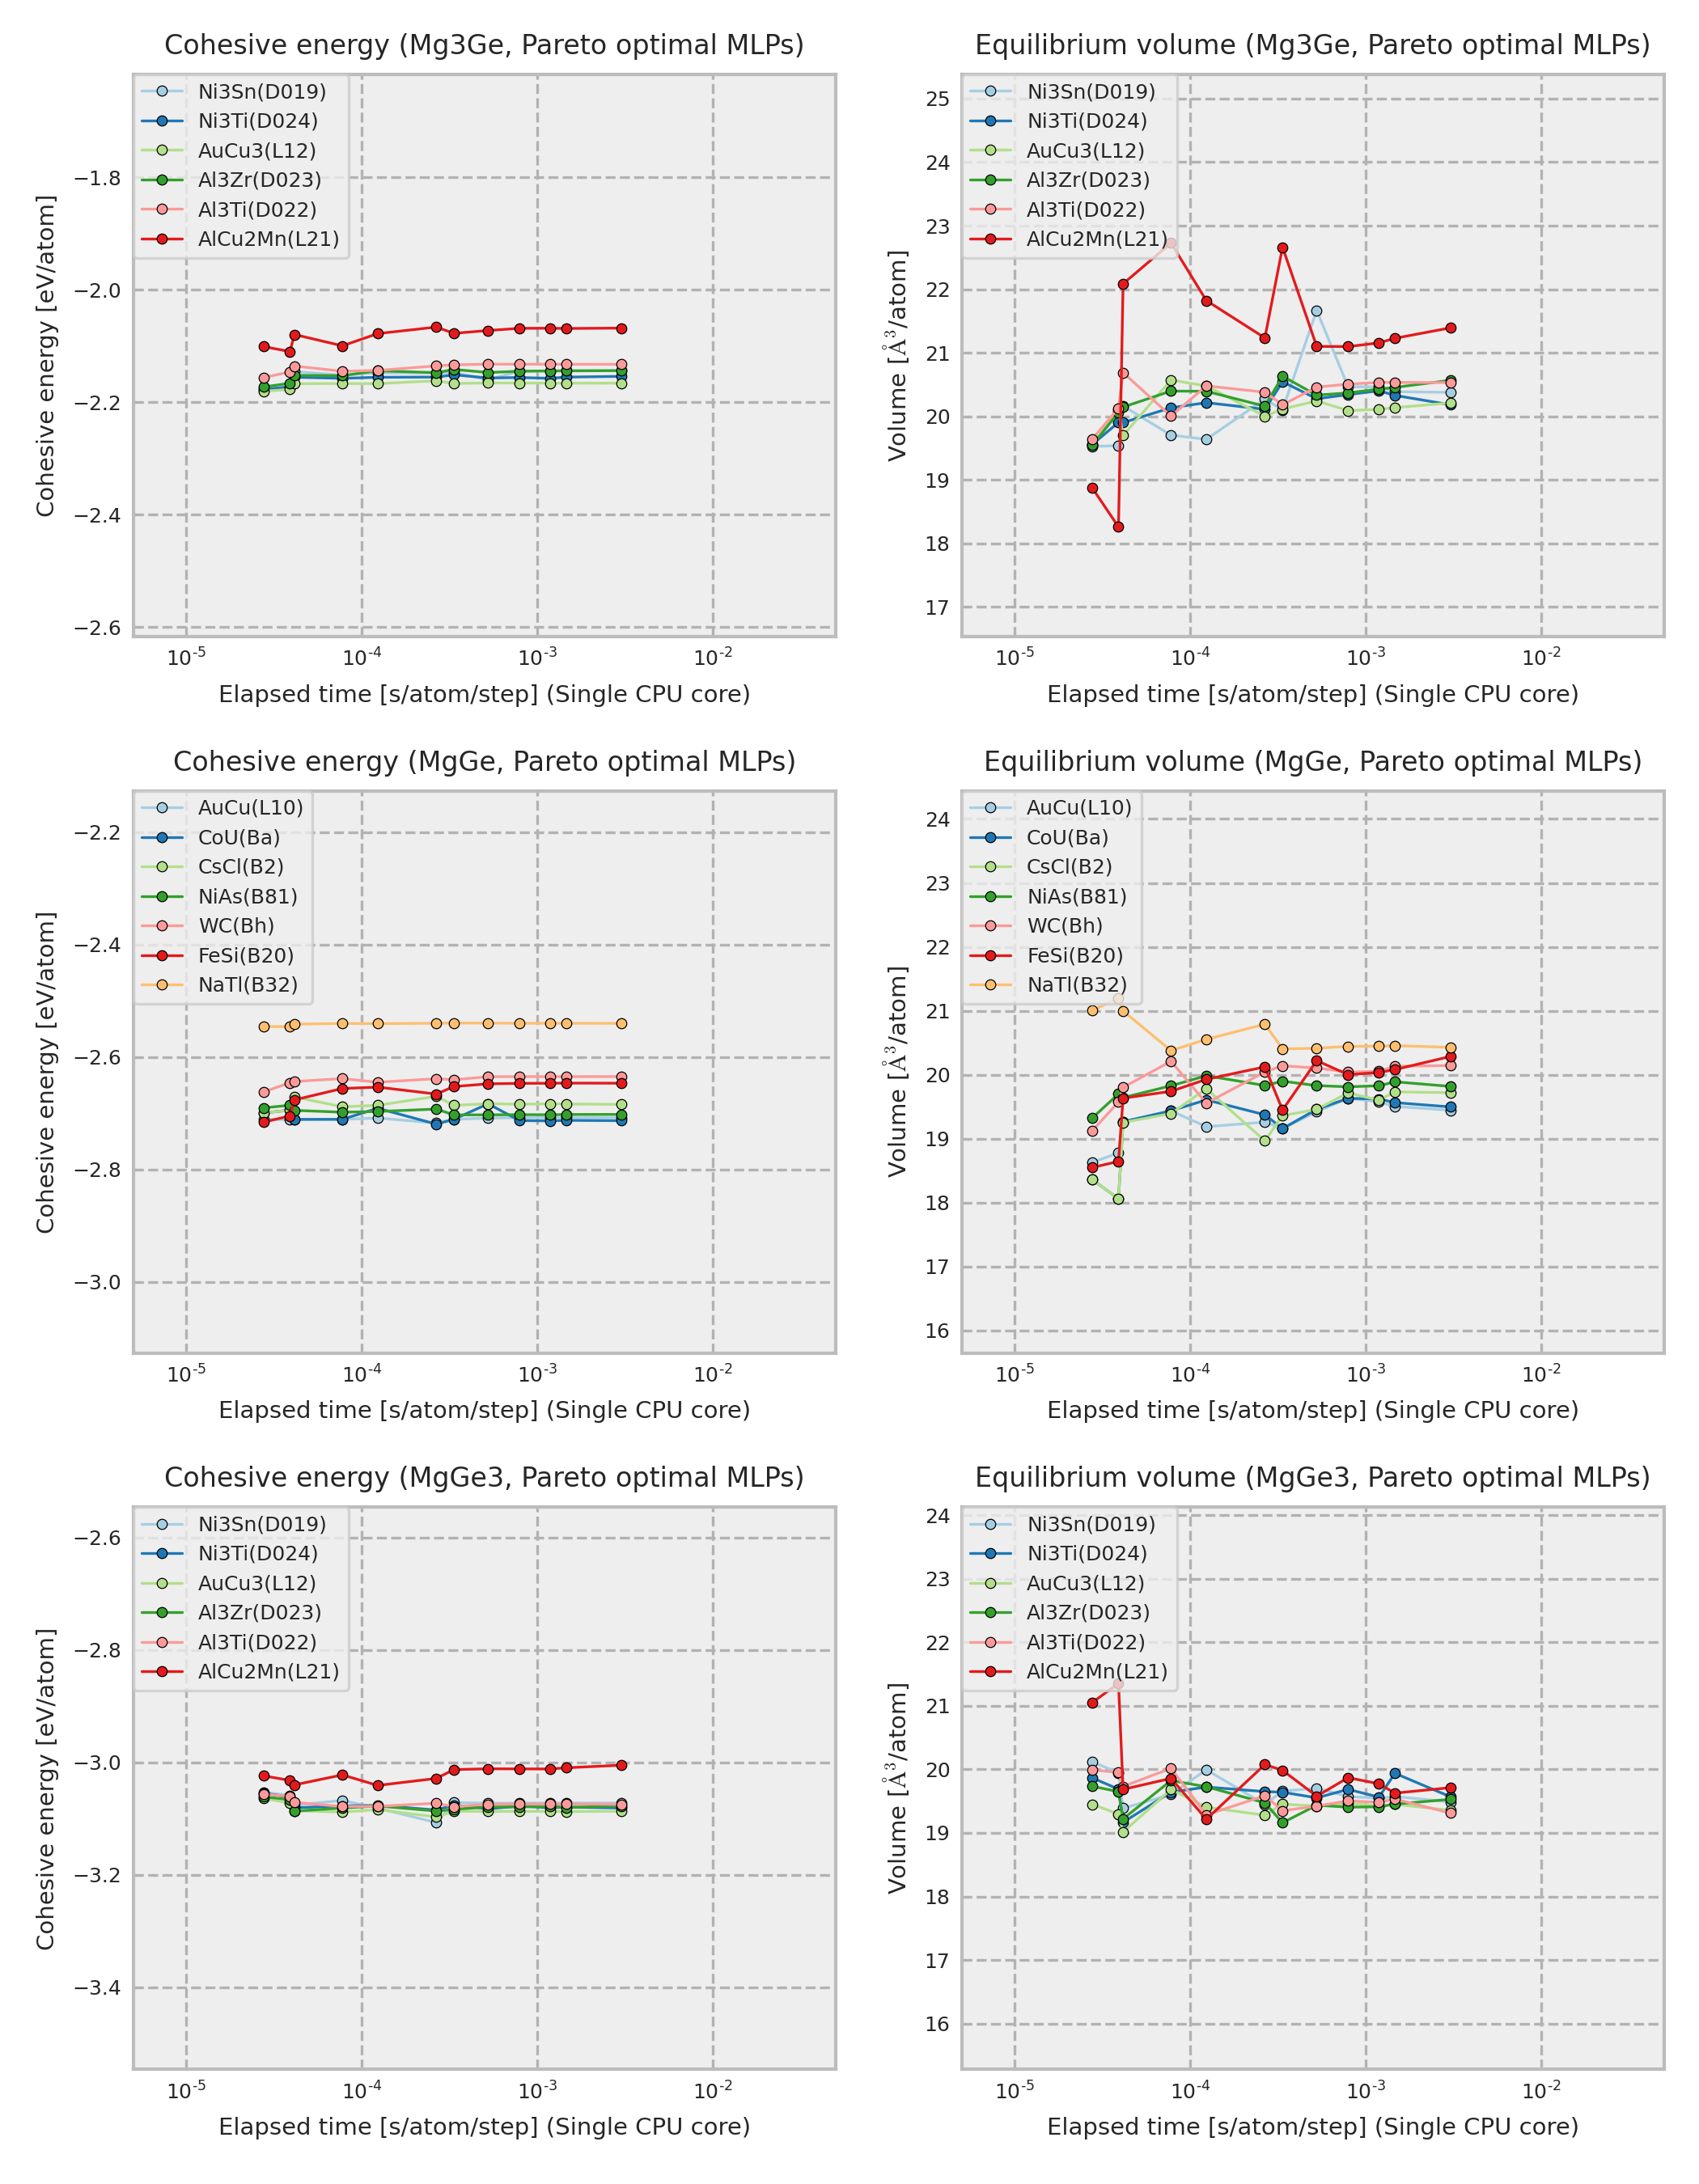 Cohesive energy (Mg3Ge, Pareto optimal MLPs)
Cohesive energy [eV/atom]
−1.8
−2.0
−2.2
−2.4
−2.6
Ni3Sn(D019)
Ni3Ti(D024)
AuCu3(L12)
Al3Zr(D023)
Al3Ti(D022)
AlCu2Mn(L21)
10-5 10-4 10-3 10-2
Elapsed time [s/atom/step] (Single CPU core)
Equilibrium volume (Mg3Ge, Pareto optimal MLPs)
Volume [Å3/atom]
25
24
23
22
21
20
19
18
17
Ni3Sn(D019)
Ni3Ti(D024)
AuCu3(L12)
Al3Zr(D023)
Al3Ti(D022)
AlCu2Mn(L21)
10-5 10-4 10-3 10-2
Elapsed time [s/atom/step] (Single CPU core)
Cohesive energy (MgGe, Pareto optimal MLPs)
Cohesive energy [eV/atom]
−2.2
−2.4
−2.6
−2.8
−3.0
AuCu(L10)
CoU(Ba)
CsCl(B2)
NiAs(B81)
WC(Bh)
FeSi(B20)
NaTl(B32)
10-5 10-4 10-3 10-2
Elapsed time [s/atom/step] (Single CPU core)
Equilibrium volume (MgGe, Pareto optimal MLPs)
Volume [Å3/atom]
24
23
22
21
20
19
18
17
16
AuCu(L10)
CoU(Ba)
CsCl(B2)
NiAs(B81)
WC(Bh)
FeSi(B20)
NaTl(B32)
10-5 10-4 10-3 10-2
Elapsed time [s/atom/step] (Single CPU core)
Cohesive energy (MgGe3, Pareto optimal MLPs)
Cohesive energy [eV/atom]
−2.6
−2.8
−3.0
−3.2
−3.4
Ni3Sn(D019)
Ni3Ti(D024)
AuCu3(L12)
Al3Zr(D023)
Al3Ti(D022)
AlCu2Mn(L21)
10-5 10-4 10-3 10-2
Elapsed time [s/atom/step] (Single CPU core)
Equilibrium volume (MgGe3, Pareto optimal MLPs)
Volume [Å3/atom]
24
23
22
21
20
19
18
17
16
Ni3Sn(D019)
Ni3Ti(D024)
AuCu3(L12)
Al3Zr(D023)
Al3Ti(D022)
AlCu2Mn(L21)
10-5 10-4 10-3 10-2
Elapsed time [s/atom/step] (Single CPU core)